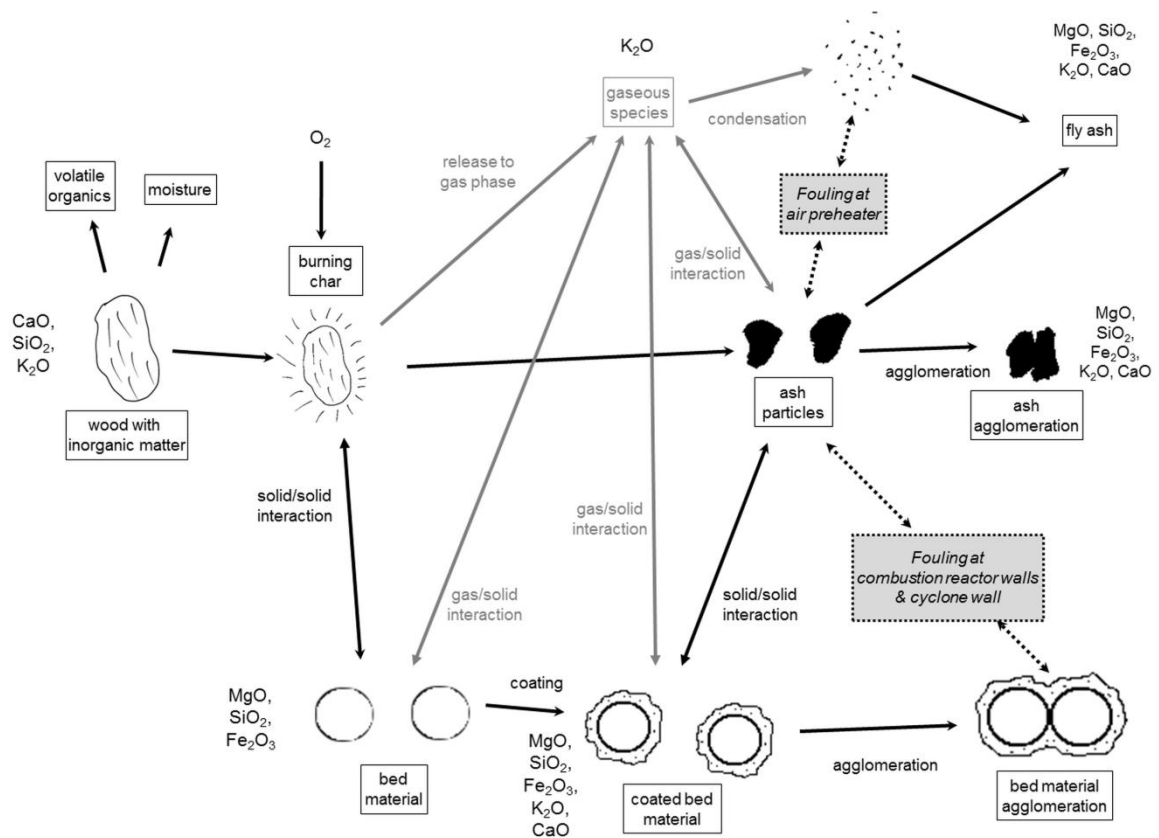 K₂O
gaseous
species
condensation
MgO, SiO₂,
Fe₂O₃,
K₂O, CaO
fly ash
O₂
release to
gas phase
volatile
organics
moisture
Fouling at
air preheater
burning
char
gas/solid
interaction
CaO,
SiO₂,
K₂O
wood with
inorganic matter
ash
particles
agglomeration
MgO,
SiO₂,
Fe₂O₃,
K₂O, CaO
ash
agglomeration
solid/solid
interaction
gas/solid
interaction
Fouling at
combustion reactor walls
& cyclone wall
gas/solid
interaction
solid/solid
interaction
MgO,
SiO₂,
Fe₂O₃
bed
material
coating
MgO,
SiO₂,
Fe₂O₃,
K₂O,
CaO
coated bed
material
agglomeration
bed material
agglomeration